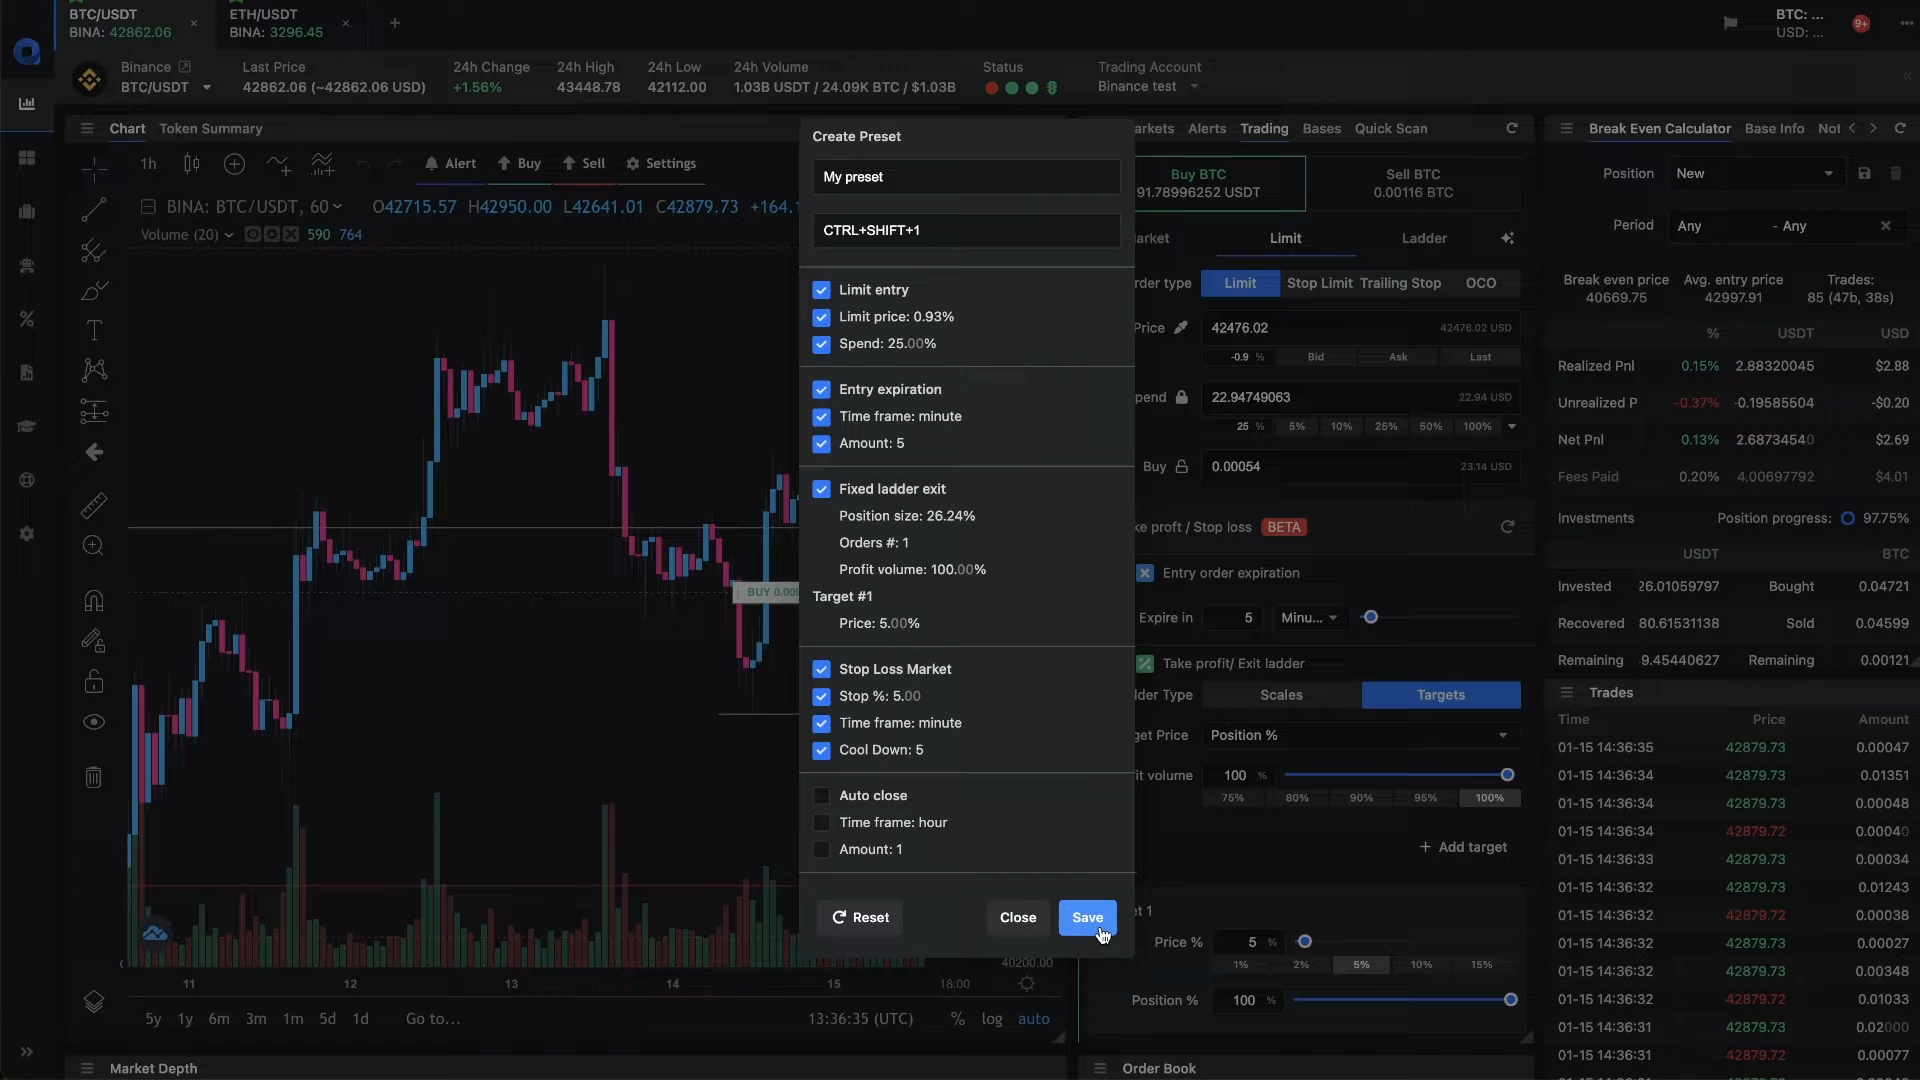 BTC/USDT
BINA: 42862.06
ETH/USDT
BINA: 3296.45
BTC: ...
USD: ...
9+
Binance
BTC/USDT
Last Price
42862.06 (~42862.06 USD)
24h Change
+1.56%
24h High
43448.78
24h Low
42112.00
24h Volume
1.03B USDT / 24.09K BTC / $1.03B
Status
Trading Account
Binance test
Chart
Token Summary
1h
Alert
Buy
Sell
Settings
BINA: BTC/USDT, 60
O42715.57 H42950.00 L42641.01 C42879.73 +164.1
Volume (20)
590 764
BUY 0.000
40200.00
11
12
13
14
15
18:00
5y 1y 6m 3m 1m 5d 1d Go to...
13:36:35 (UTC)
% log auto
Market Depth
Create Preset
My preset
CTRL+SHIFT+1
Limit entry
Limit price: 0.93%
Spend: 25.00%
Entry expiration
Time frame: minute
Amount: 5
Fixed ladder exit
Position size: 26.24%
Orders #: 1
Profit volume: 100.00%
Target #1
Price: 5.00%
Stop Loss Market
Stop %: 5.00
Time frame: minute
Cool Down: 5
Auto close
Time frame: hour
Amount: 1
Reset
Close
Save
arkets Alerts Trading Bases Quick Scan
Buy BTC
91.78996252 USDT
Sell BTC
0.00116 BTC
arket
Limit
Ladder
rder type
Limit
Stop Limit
Trailing Stop
OCO
Price
42476.02
42476.02 USD
-0.9 %
Bid
Ask
Last
pend
22.94749063
22.94 USD
25 %
5%
10%
25%
50%
100%
Buy
0.00054
23.14 USD
ke proft / Stop loss BETA
Entry order expiration
Expire in
5
Minu...
Take profit/ Exit ladder
der Type
Scales
Targets
get Price
Position %
it volume
100 %
75%
80%
90%
95%
100%
+ Add target
et 1
Price %
5 %
1%
2%
5%
10%
15%
Position %
100 %
Order Book
Break Even Calculator Base Info Not
Position
New
Period
Any - Any
Break even price
40669.75
Avg. entry price
42997.91
Trades:
85 (47b, 38s)
% USDT USD
Realized Pnl 0.15% 2.88320045 $2.88
Unrealized P -0.37% -0.19585504 -$0.20
Net Pnl 0.13% 2.68734540 $2.69
Fees Paid 0.20% 4.00697792 $4.01
Investments Position progress: 97.75%
USDT BTC
Invested 26.01059797 Bought 0.04721
Recovered 80.61531138 Sold 0.04599
Remaining 9.45440627 Remaining 0.00121
Trades
Time Price Amount
01-15 14:36:35 42879.73 0.00047
01-15 14:36:34 42879.73 0.01351
01-15 14:36:34 42879.73 0.00048
01-15 14:36:34 42879.72 0.00040
01-15 14:36:33 42879.73 0.00034
01-15 14:36:32 42879.73 0.01243
01-15 14:36:32 42879.72 0.00038
01-15 14:36:32 42879.73 0.00027
01-15 14:36:32 42879.73 0.00348
01-15 14:36:32 42879.72 0.01033
01-15 14:36:31 42879.73 0.02000
01-15 14:36:31 42879.72 0.00077